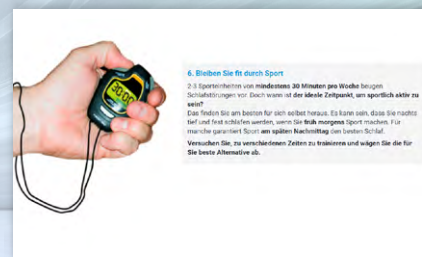 30:00
6. Bleiben Sie fit durch Sport
2-3 Sporteinheiten von mindestens 30 Minuten pro Woche beugen
Schlafstörungen vor. Doch wann ist der ideale Zeitpunkt, um sportlich aktiv zu
sein?
Das finden Sie am besten für sich selbst heraus. Es kann sein, dass Sie nachts
tief und fest schlafen werden, wenn Sie früh morgens Sport machen. Für
manche garantiert Sport am späten Nachmittag den besten Schlaf.
Versuchen Sie, zu verschiedenen Zeiten zu trainieren und wägen Sie die für
Sie beste Alternative ab.